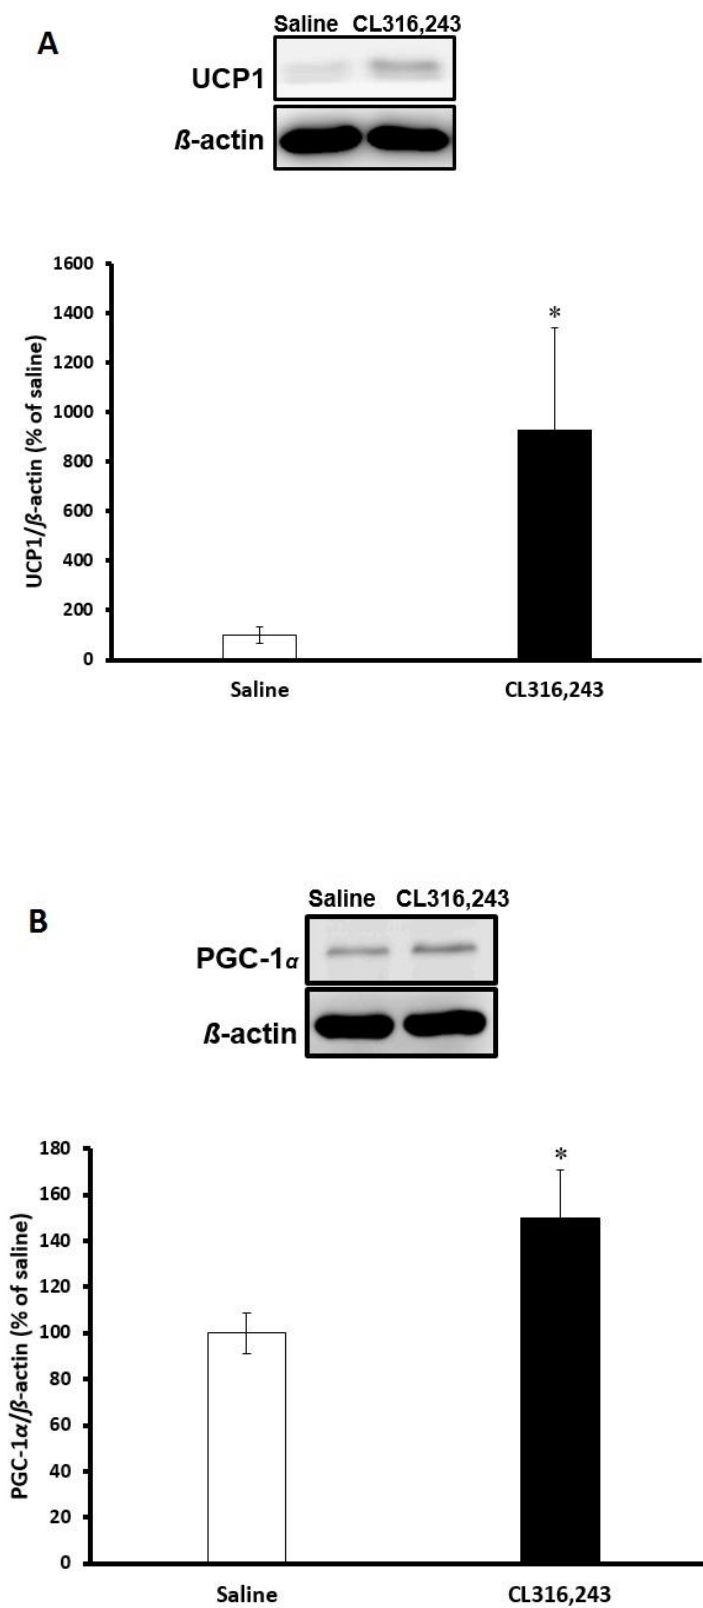 A
Saline CL316,243
UCP1
ß-actin
UCP1/ß-actin (% of saline)
1600
1400
1200
1000
800
600
400
200
0
*
Saline CL316,243
B
Saline CL316,243
PGC-1α
ß-actin
PGC-1α/ß-actin (% of saline)
180
160
140
120
100
80
60
40
20
0
*
Saline CL316,243